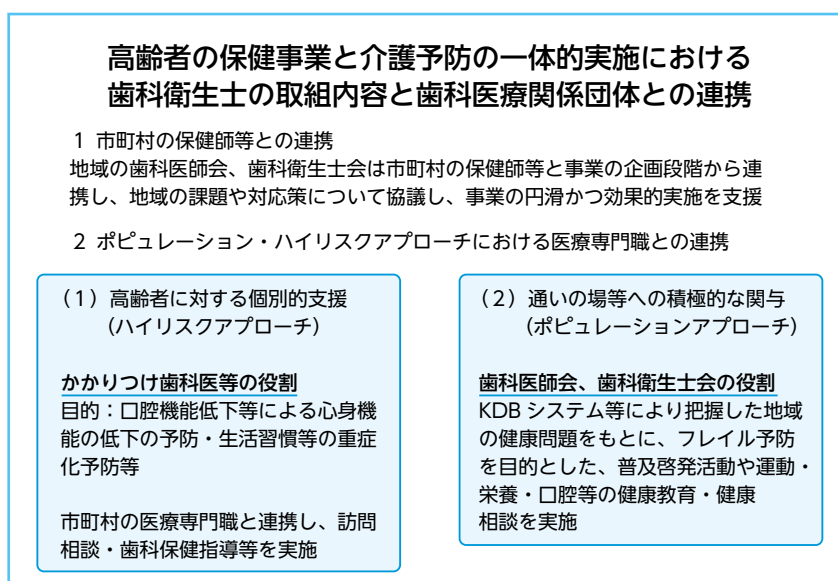 高齢者の保健事業と介護予防の一体的実施における
歯科衛生士の取組内容と歯科医療関係団体との連携
1 市町村の保健師等との連携
地域の歯科医師会、歯科衛生士会は市町村の保健師等と事業の企画段階から連
携し、地域の課題や対応策について協議し、事業の円滑かつ効果的実施を支援
2 ポピュレーション・ハイリスクアプローチにおける医療専門職との連携
（1）高齢者に対する個別的支援
（ハイリスクアプローチ）
かかりつけ歯科医等の役割
目的：口腔機能低下等による心身機
能の低下の予防・生活習慣等の重症
化予防等
市町村の医療専門職と連携し、訪問
相談・歯科保健指導等を実施
（2）通いの場等への積極的な関与
（ポピュレーションアプローチ）
歯科医師会、歯科衛生士会の役割
KDB システム等により把握した地域
の健康問題をもとに、フレイル予防
を目的とした、普及啓発活動や運動・
栄養・口腔等の健康教育・健康
相談を実施